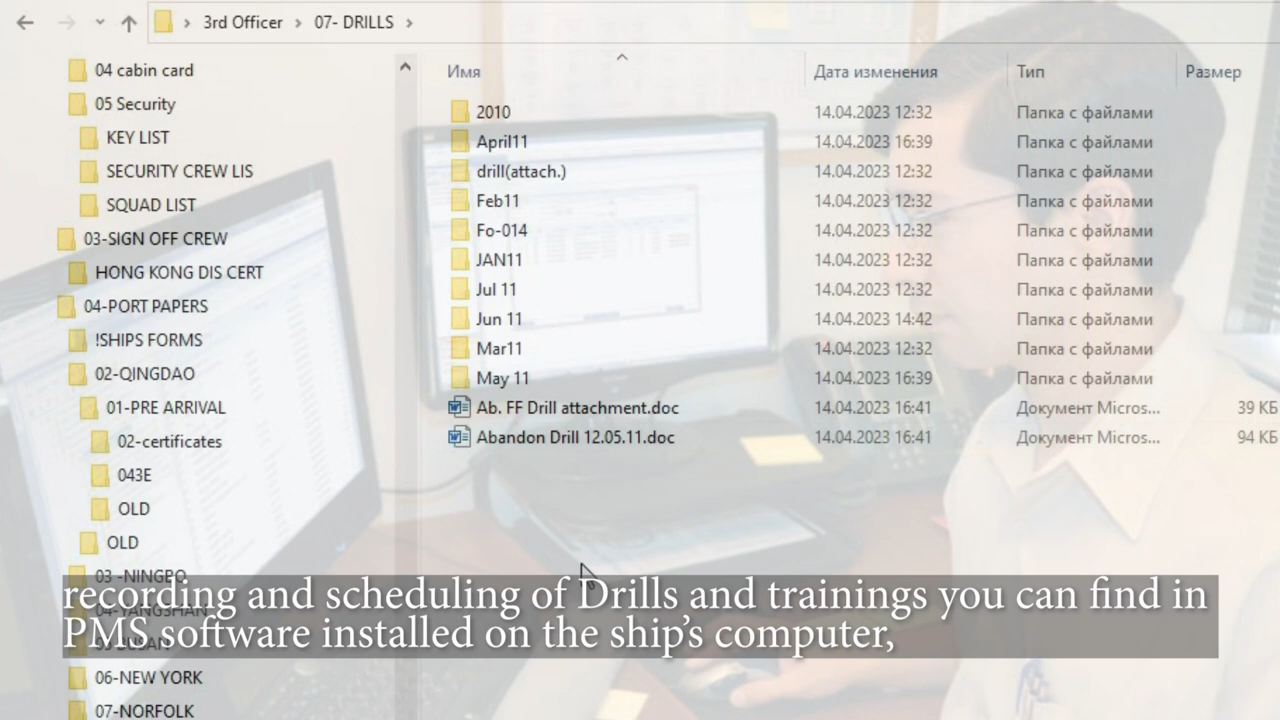 3rd Officer
07- DRILLS
04 cabin card
05 Security
KEY LIST
SECURITY CREW LIS
SQUAD LIST
03-SIGN OFF CREW
HONG KONG DIS CERT
04-PORT PAPERS
!SHIPS FORMS
02-QINGDAO
01-PRE ARRIVAL
02-certificates
043E
OLD
OLD
03 -NINGBO
04-YANGSHAN
06-NEW YORK
07-NORFOLK
Имя Дата изменения Тип Размер
2010 14.04.2023 12:32 Папка с файлами
April11 14.04.2023 16:39 Папка с файлами
drill(attach.) 14.04.2023 12:32 Папка с файлами
Feb11 14.04.2023 12:32 Папка с файлами
Fo-014 14.04.2023 12:32 Папка с файлами
JAN11 14.04.2023 12:32 Папка с файлами
Jul 11 14.04.2023 12:32 Папка с файлами
Jun 11 14.04.2023 14:42 Папка с файлами
Mar11 14.04.2023 12:32 Папка с файлами
May 11 14.04.2023 16:39 Папка с файлами
Ab. FF Drill attachment.doc 14.04.2023 16:41 Документ Micros... 39 КБ
Abandon Drill 12.05.11.doc 14.04.2023 16:41 Документ Micros... 94 КБ
recording and scheduling of Drills and trainings you can find in
PMS software installed on the ship's computer,